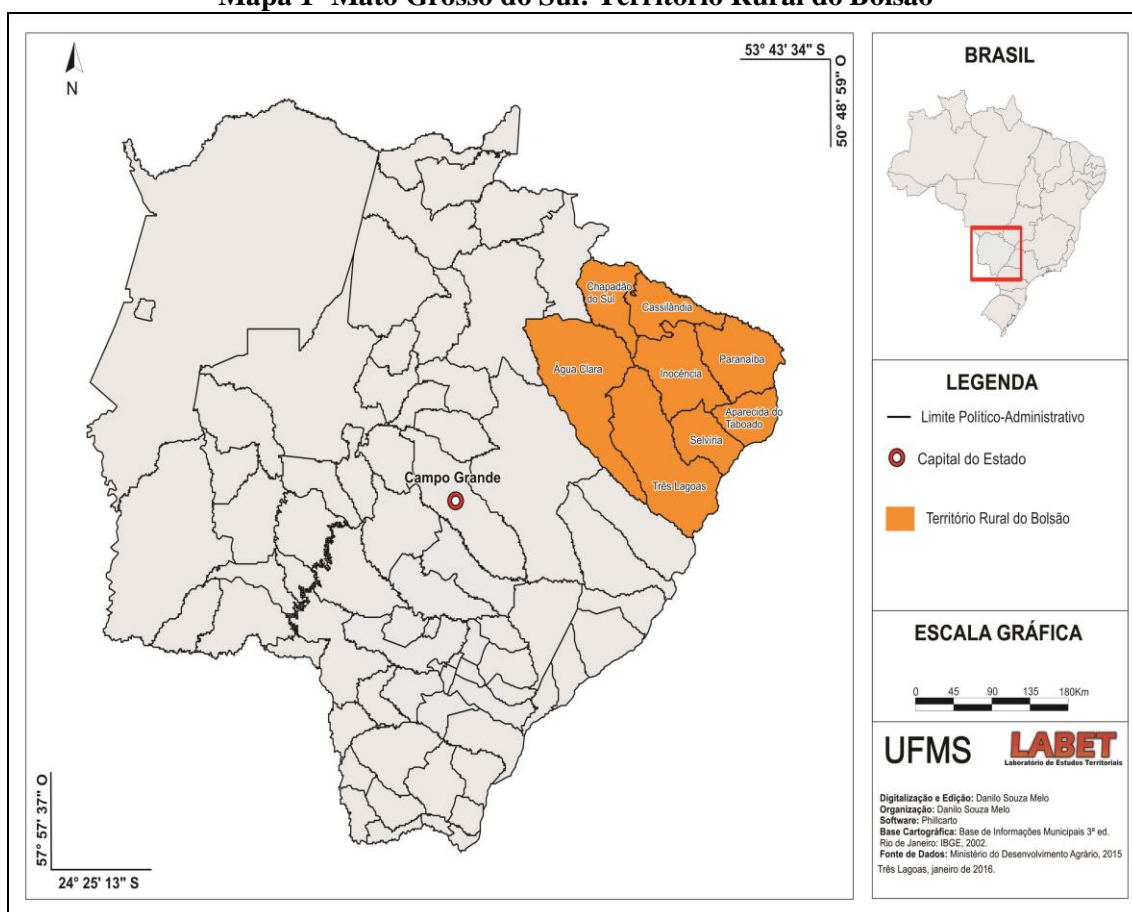 Mapa 1- Mato Grosso do Sul: Território Rural do Bolsão
N
53° 43' 34'' S
50° 48' 59'' O
Chapadão
do Sul
Cassilândia
Água Clara
Inocência
Paranaíba
Aparecida do
Taboado
Selvíria
Três Lagoas
Campo Grande
57° 57' 37'' O
24° 25' 13'' S
BRASIL
LEGENDA
Limite Político-Administrativo
Capital do Estado
Território Rural do Bolsão
ESCALA GRÁFICA
0 45 90 135 180Km
UFMS
LABET
Laboratório de Estudos Territoriais
Digitalização e Edição: Danilo Souza Melo
Organização: Danilo Souza Melo
Software: Phillcarto
Base Cartográfica: Base de Informações Municipais 3ª ed.
Rio de Janeiro: IBGE, 2002.
Fonte de Dados: Ministério do Desenvolvimento Agrário, 2015
Três Lagoas, janeiro de 2016.